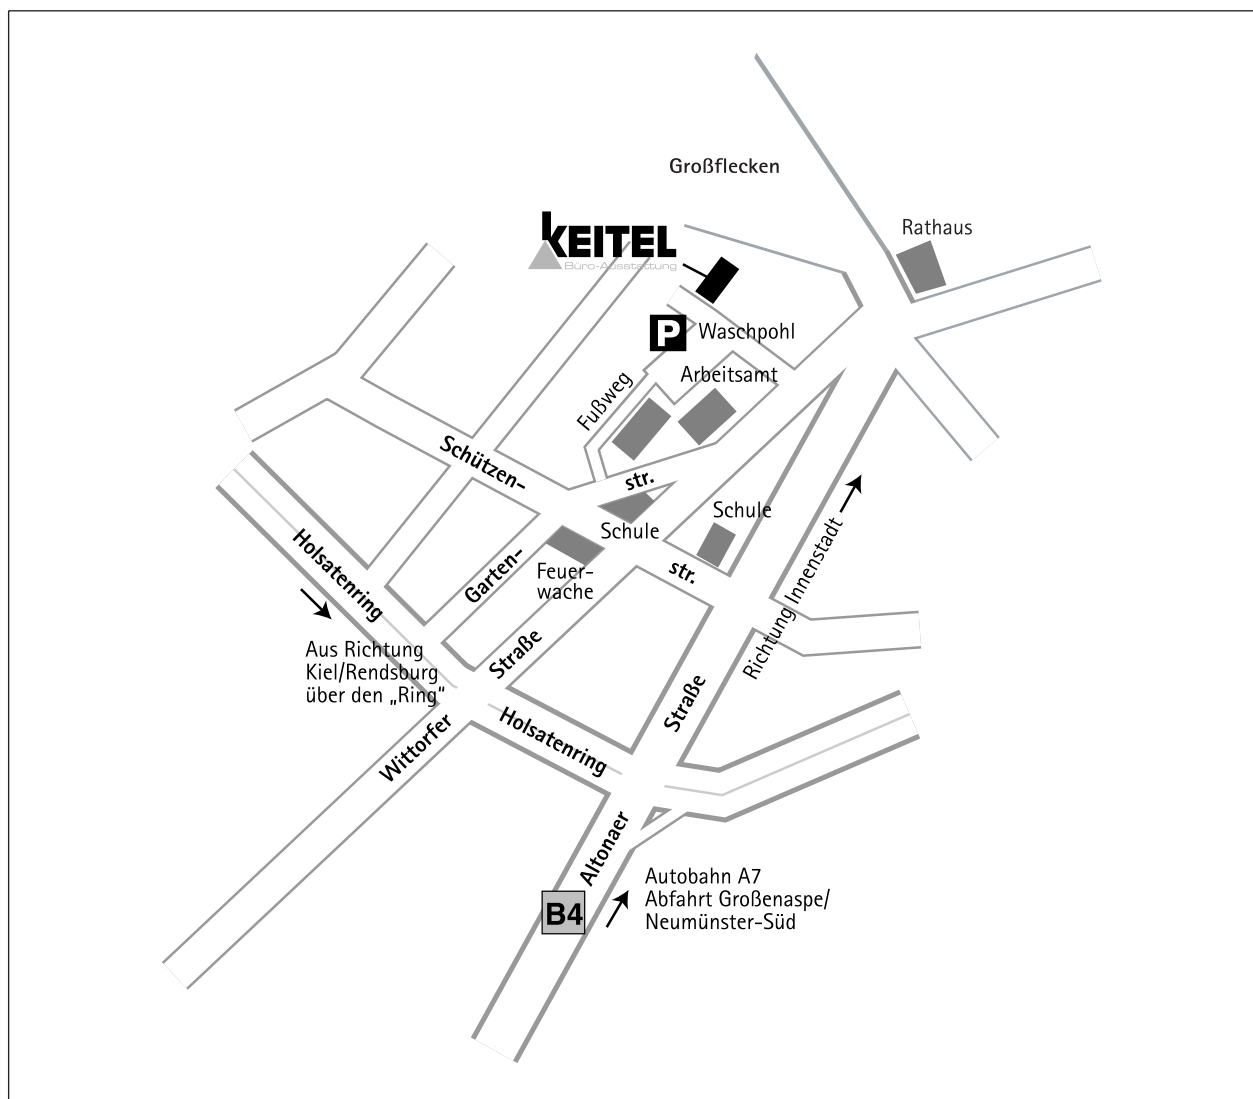 Großflecken
Rathaus
KEITEL
Büro-Ausstattung
P
Waschpohl
Arbeitsamt
Fußweg
Schützen-
str.
Schule
Schule
Holsatenring
Garten-
Feuer-
wache
str.
Richtung Innenstadt
Aus Richtung
Kiel/Rendsburg
über den „Ring“
Straße
Straße
Wittorfer
Holsatenring
Altonaer
B4
Autobahn A7
Abfahrt Großenaspe/
Neumünster-Süd